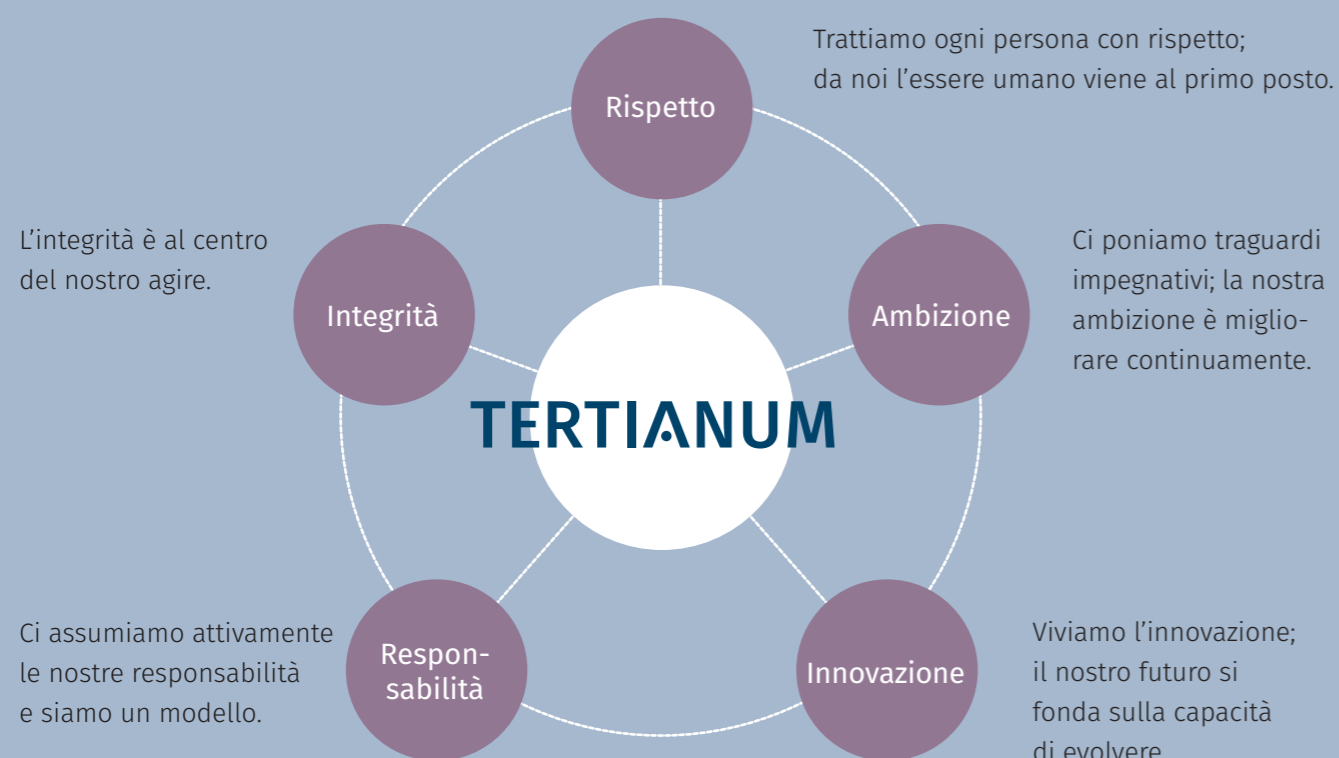 Trattiamo ogni persona con rispetto;
da noi l’essere umano viene al primo posto.
Rispetto
L’integrità è al centro
del nostro agire.
Integrità
Ambizione
Ci poniamo traguardi
impegnativi; la nostra
ambizione è miglio-
rare continuamente.
TERTIANUM
Ci assumiamo attivamente
le nostre responsabilità
e siamo un modello.
Respon-
sabilità
Innovazione
Viviamo l’innovazione;
il nostro futuro si
fonda sulla capacità
di evolvere